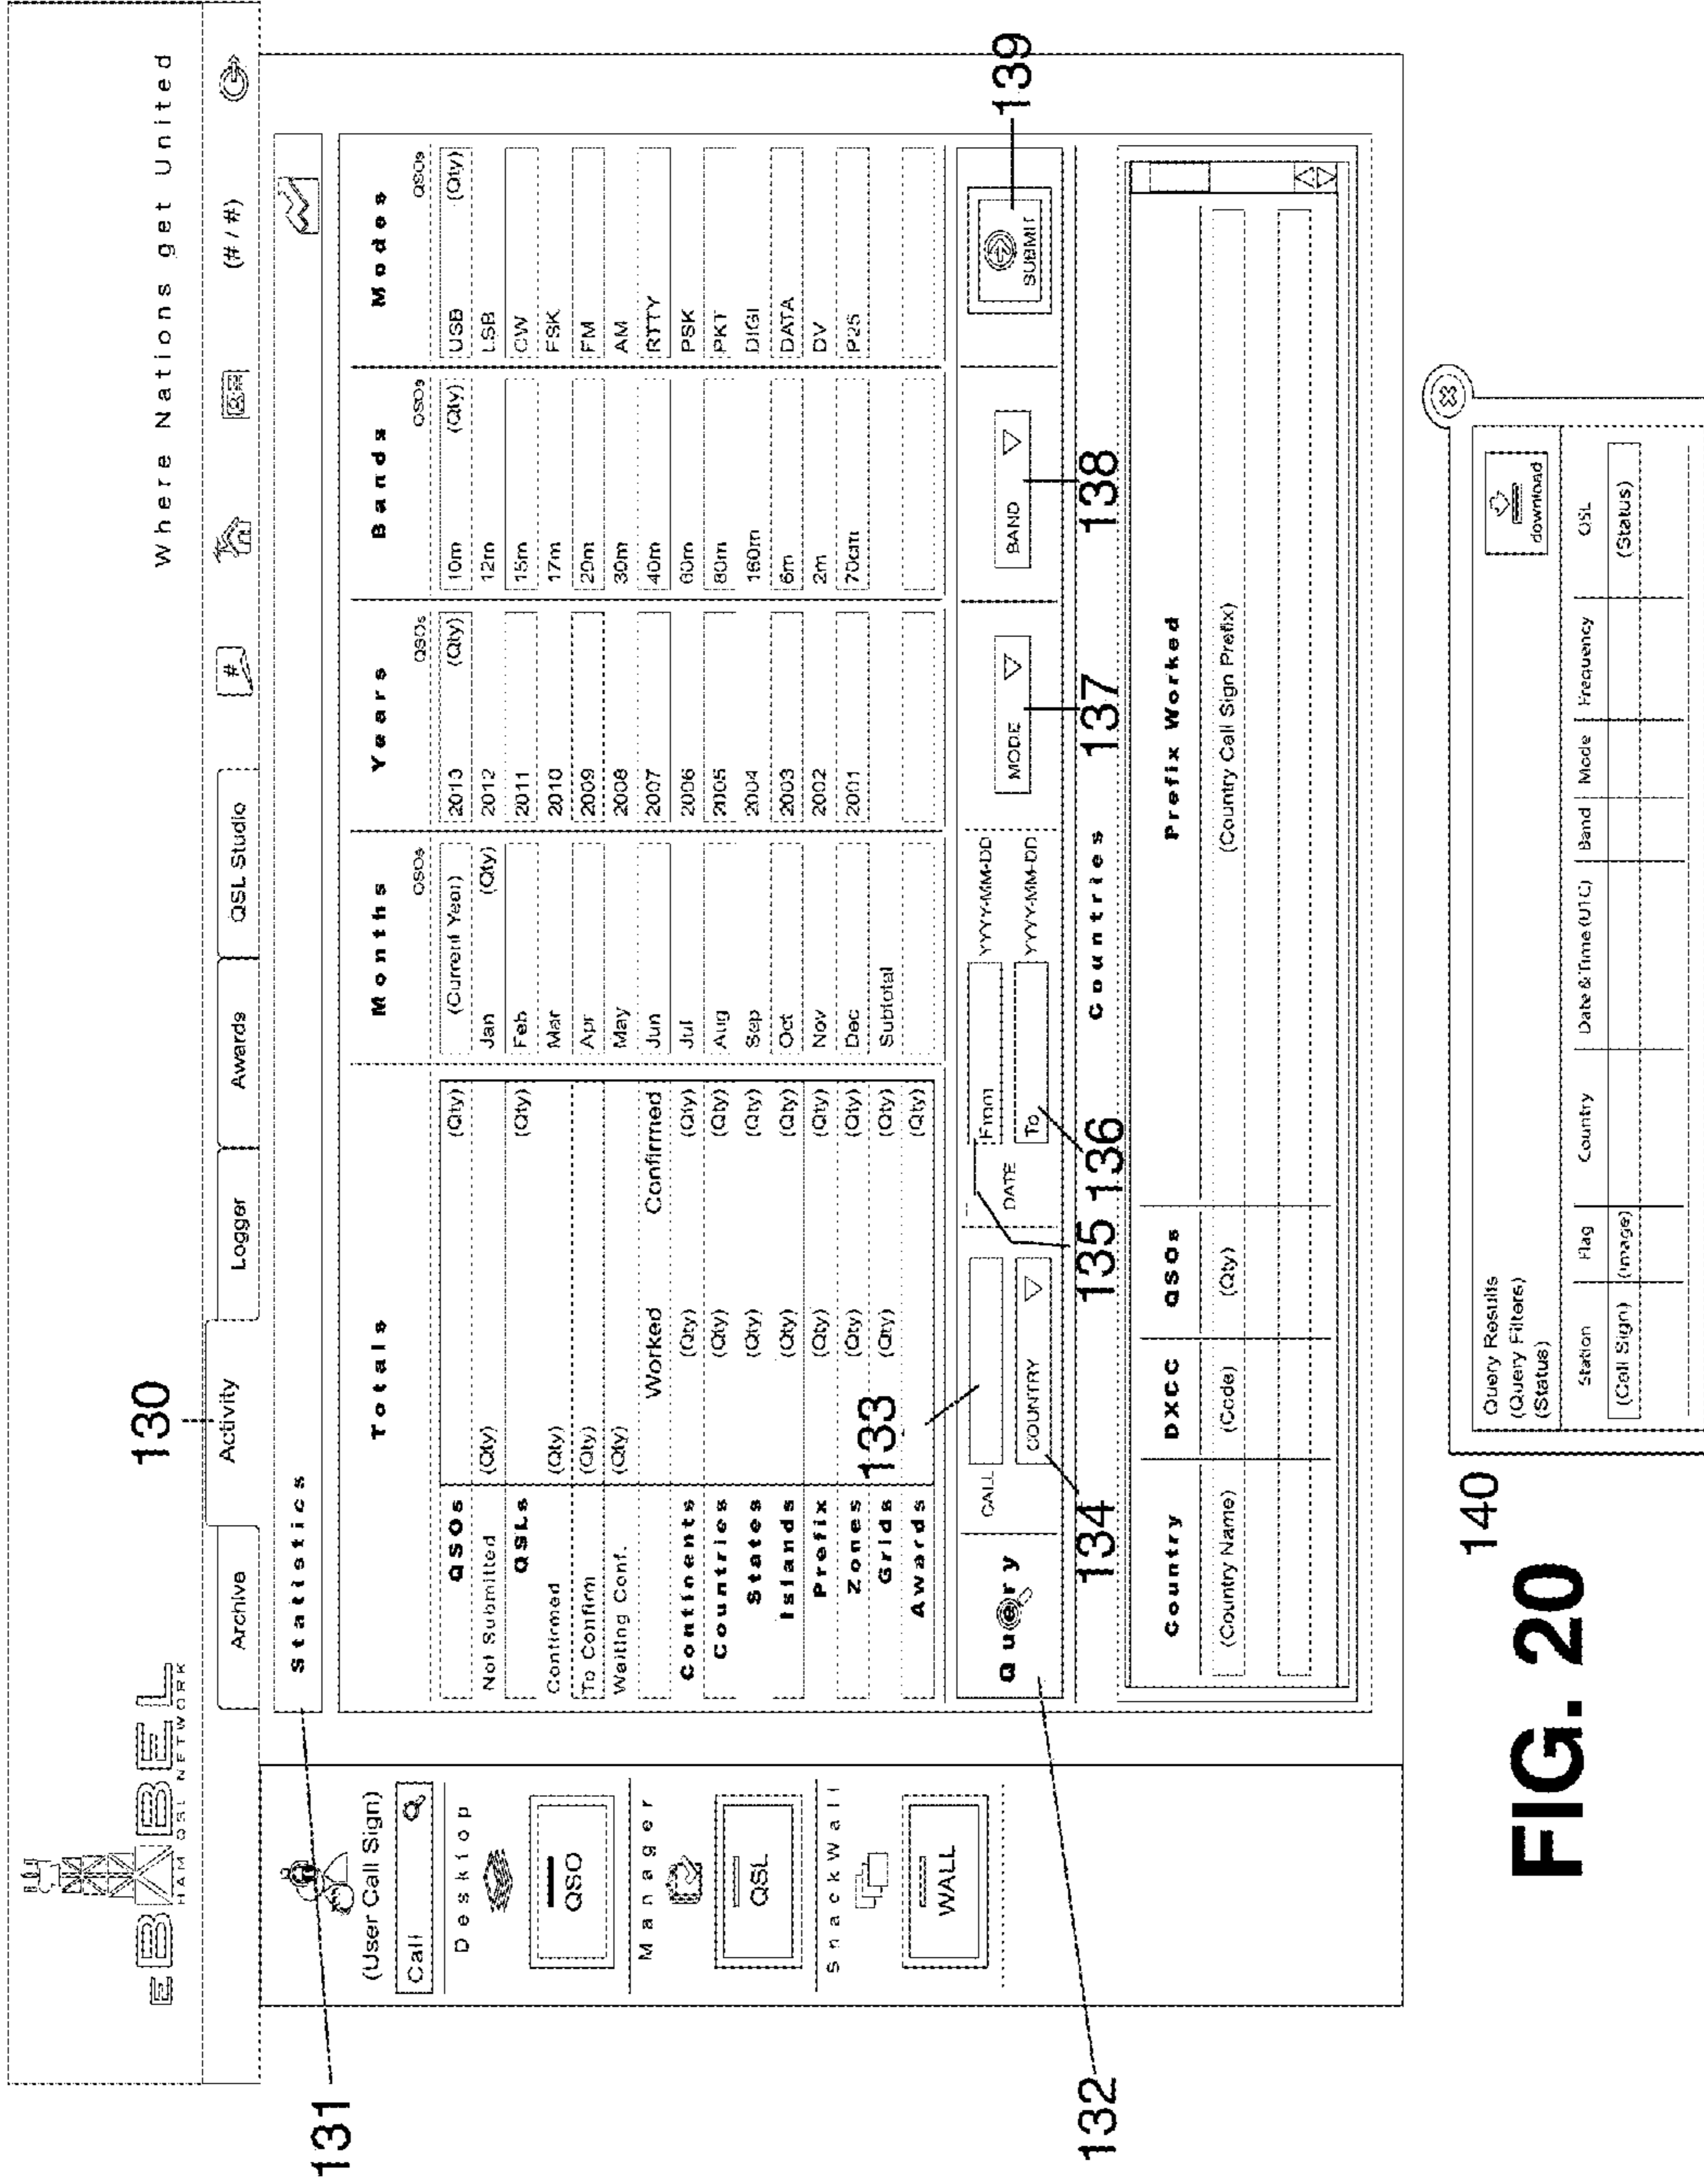 Where Nations get United
eBABEL
HAM QSL NETWORK
130
Archive
Activity
Logger
Awards
QSL Studio
#
(# / #)
131
(User Call Sign)
Call
Desktop
QSO
Manager
QSL
SnackWall
WALL
Statistics
Totals
QSOs (Qty)
Not Submitted (Qty)
QSLs (Qty)
Confirmed (Qty)
To Confirm (Qty)
Waiting Conf. (Qty)
Worked Confirmed
Continents (Qty) (Qty)
Countries (Qty) (Qty)
States (Qty) (Qty)
Islands (Qty) (Qty)
Prefix (Qty) (Qty)
Zones (Qty) (Qty)
Grids (Qty) (Qty)
Awards (Qty)
Months
QSOs
(Current Year)
Jan (Qty)
Feb
Mar
Apr
May
Jun
Jul
Aug
Sep
Oct
Nov
Dec
Subtotal
Years
QSOs
2013 (Qty)
2012
2011
2010
2009
2008
2007
2006
2005
2004
2003
2002
2001
Bands
QSOs
10m (Qty)
12m
15m
17m
20m
30m
40m
60m
80m
160m
6m
2m
70cm
Modes
QSOs
USB (Qty)
LSB
CW
FSK
FM
AM
RTTY
PSK
PKT
DIGI
DATA
DV
P25
133
139
Query
CALL
COUNTRY
DATE
From YYYY-MM-DD
To YYYY-MM-DD
MODE
BAND
SUBMIT
132
134
135
136
137
138
Countries
Country DXCC QSOs Prefix Worked
(Country Name) (Code) (Qty) (Country Call Sign Prefix)
140
Query Results
(Query Filters)
(Status)
download
Station Flag Country Date & Time (UTC) Band Mode Frequency QSL
(Call Sign) (Image) (Status)
FIG. 20